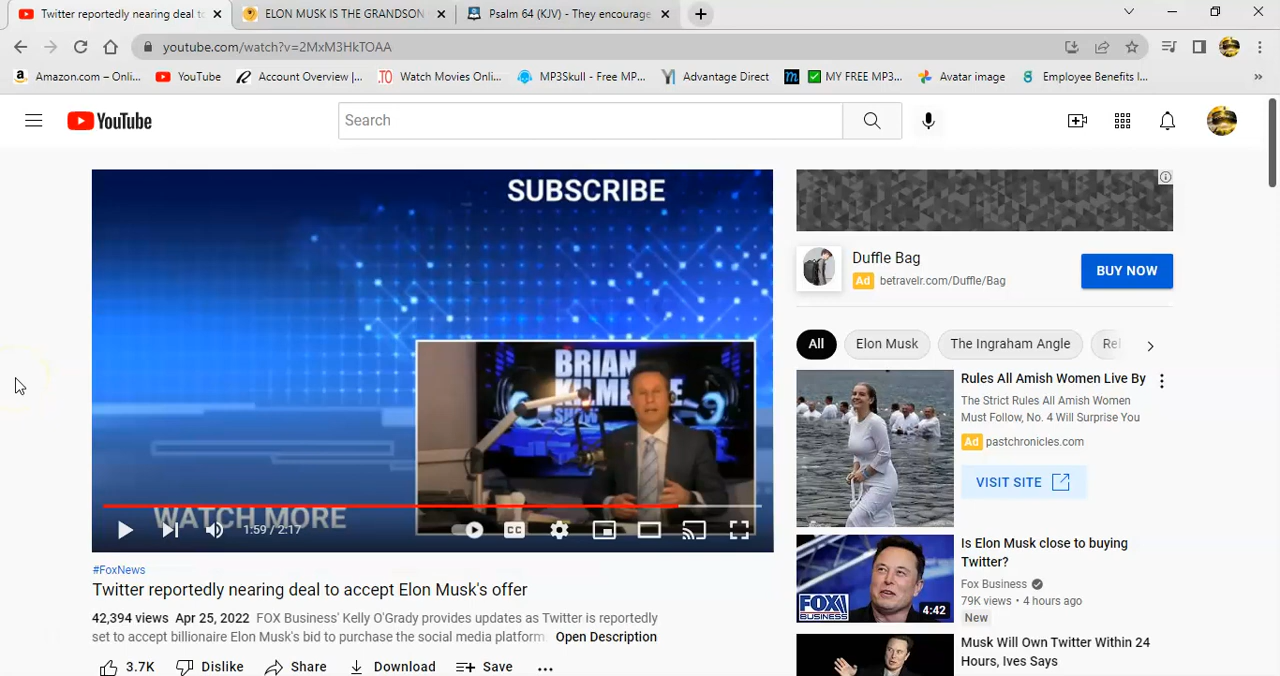 Twitter reportedly nearing deal to
ELON MUSK IS THE GRANDSON
Psalm 64 (KJV) - They encourage
youtube.com/watch?v=2MxM3HkTOAA
Amazon.com – Onli...
YouTube
Account Overview |...
.TO Watch Movies Onli...
MP3Skull - Free MP...
Advantage Direct
m MY FREE MP3...
Avatar image
Employee Benefits I...
YouTube
Search
SUBSCRIBE
BRIAN
SHOW
WATCH MORE
1:59 / 2:17
CC
Duffle Bag
Ad betravelr.com/Duffle/Bag
BUY NOW
All
Elon Musk
The Ingraham Angle
Rel
Rules All Amish Women Live By
The Strict Rules All Amish Women
Must Follow, No. 4 Will Surprise You
Ad pastchronicles.com
VISIT SITE
Is Elon Musk close to buying
Twitter?
Fox Business
79K views • 4 hours ago
New
FOX
BUSINESS
4:42
Musk Will Own Twitter Within 24
Hours, Ives Says
#FoxNews
Twitter reportedly nearing deal to accept Elon Musk's offer
42,394 views Apr 25, 2022 FOX Business' Kelly O'Grady provides updates as Twitter is reportedly
set to accept billionaire Elon Musk's bid to purchase the social media platform. Open Description
3.7K
Dislike
Share
Download
Save